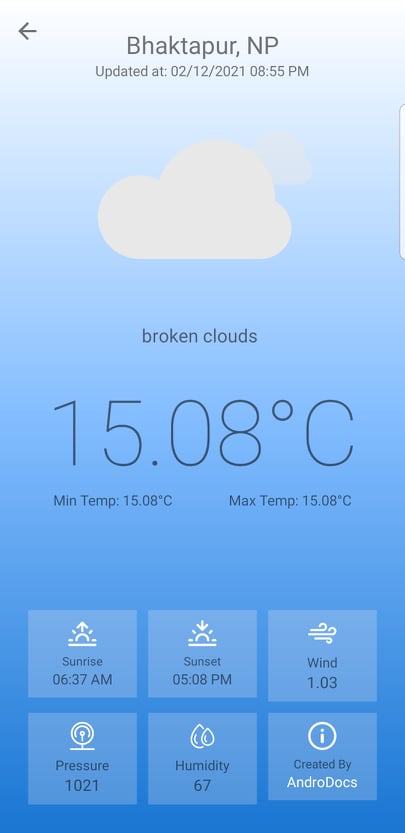 Bhaktapur, NP
Updated at: 02/12/2021 08:55 PM
broken clouds
15.08°C
Min Temp: 15.08°C
Max Temp: 15.08°C
Sunrise
06:37 AM
Sunset
05:08 PM
Wind
1.03
Pressure
1021
Humidity
67
Created By
AndroDocs